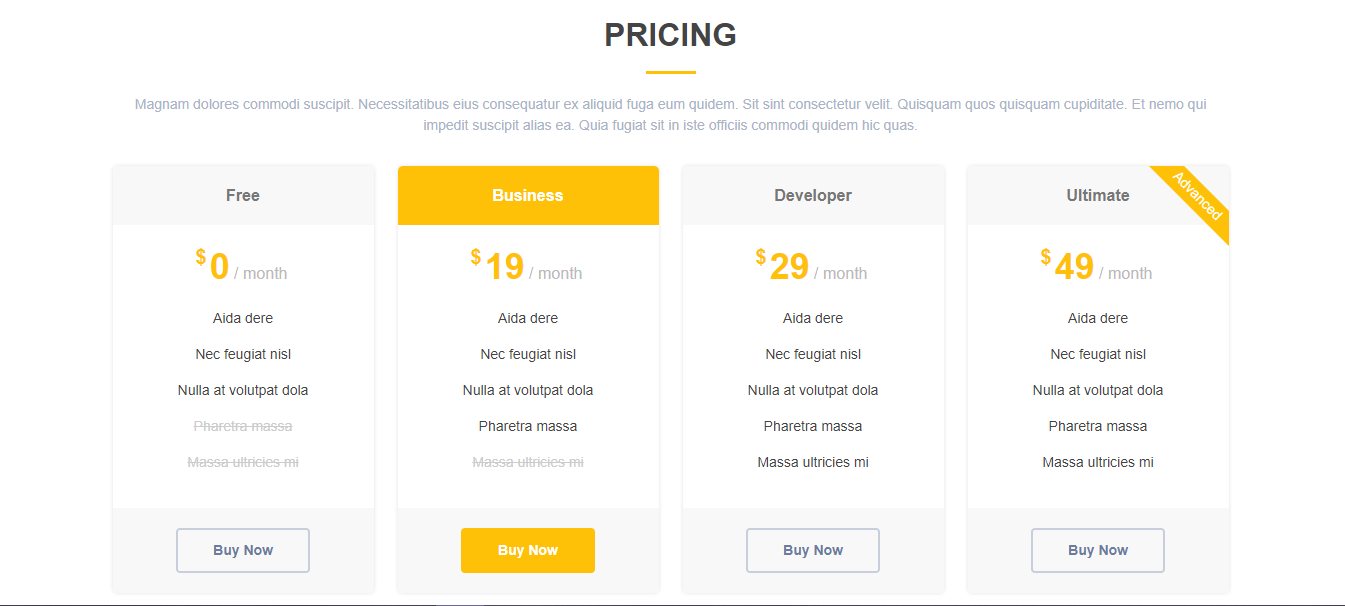 PRICING
Magnam dolores commodi suscipit. Necessitatibus eius consequatur ex aliquid fuga eum quidem. Sit sint consectetur velit. Quisquam quos quisquam cupiditate. Et nemo qui
impedit suscipit alias ea. Quia fugiat sit in iste officiis commodi quidem hic quas.
Free
$0 / month
Aida dere
Nec feugiat nisl
Nulla at volutpat dola
Pharetra massa
Massa ultricies mi
Buy Now
Business
$19 / month
Aida dere
Nec feugiat nisl
Nulla at volutpat dola
Pharetra massa
Massa ultricies mi
Buy Now
Developer
$29 / month
Aida dere
Nec feugiat nisl
Nulla at volutpat dola
Pharetra massa
Massa ultricies mi
Buy Now
Ultimate
Advanced
$49 / month
Aida dere
Nec feugiat nisl
Nulla at volutpat dola
Pharetra massa
Massa ultricies mi
Buy Now